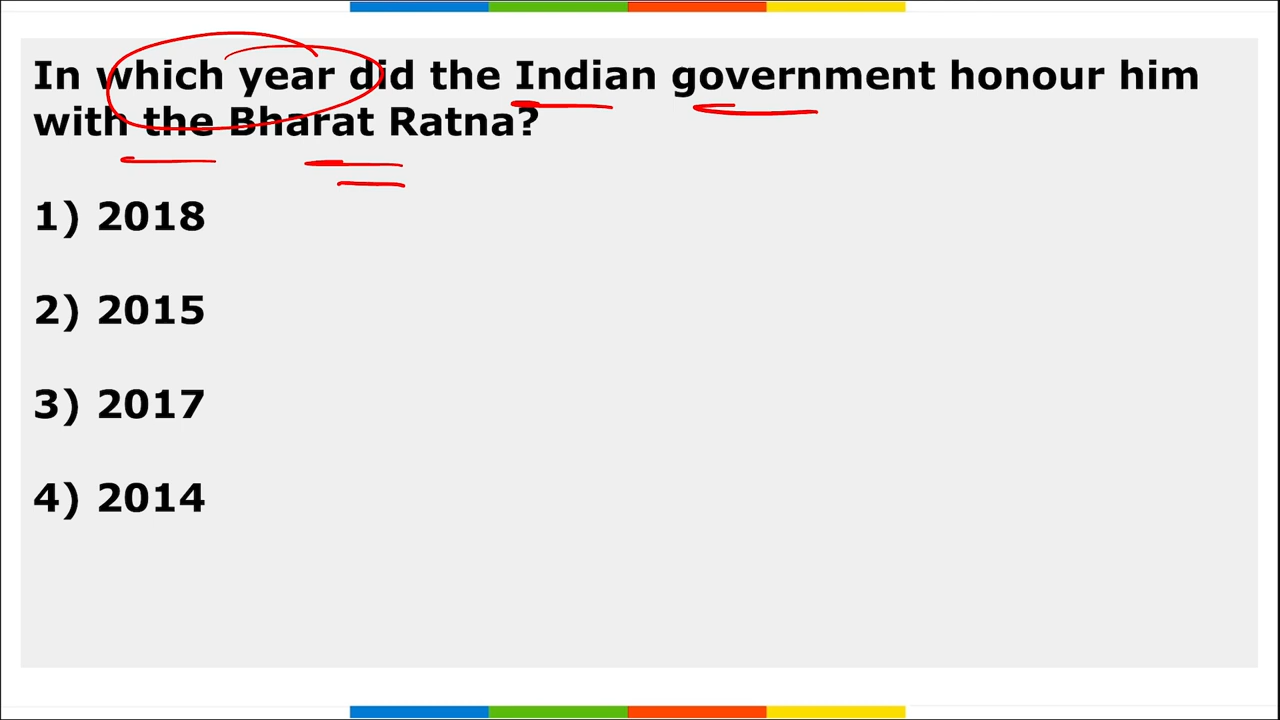 In which year did the Indian government honour him
with the Bharat Ratna?
1) 2018
2) 2015
3) 2017
4) 2014